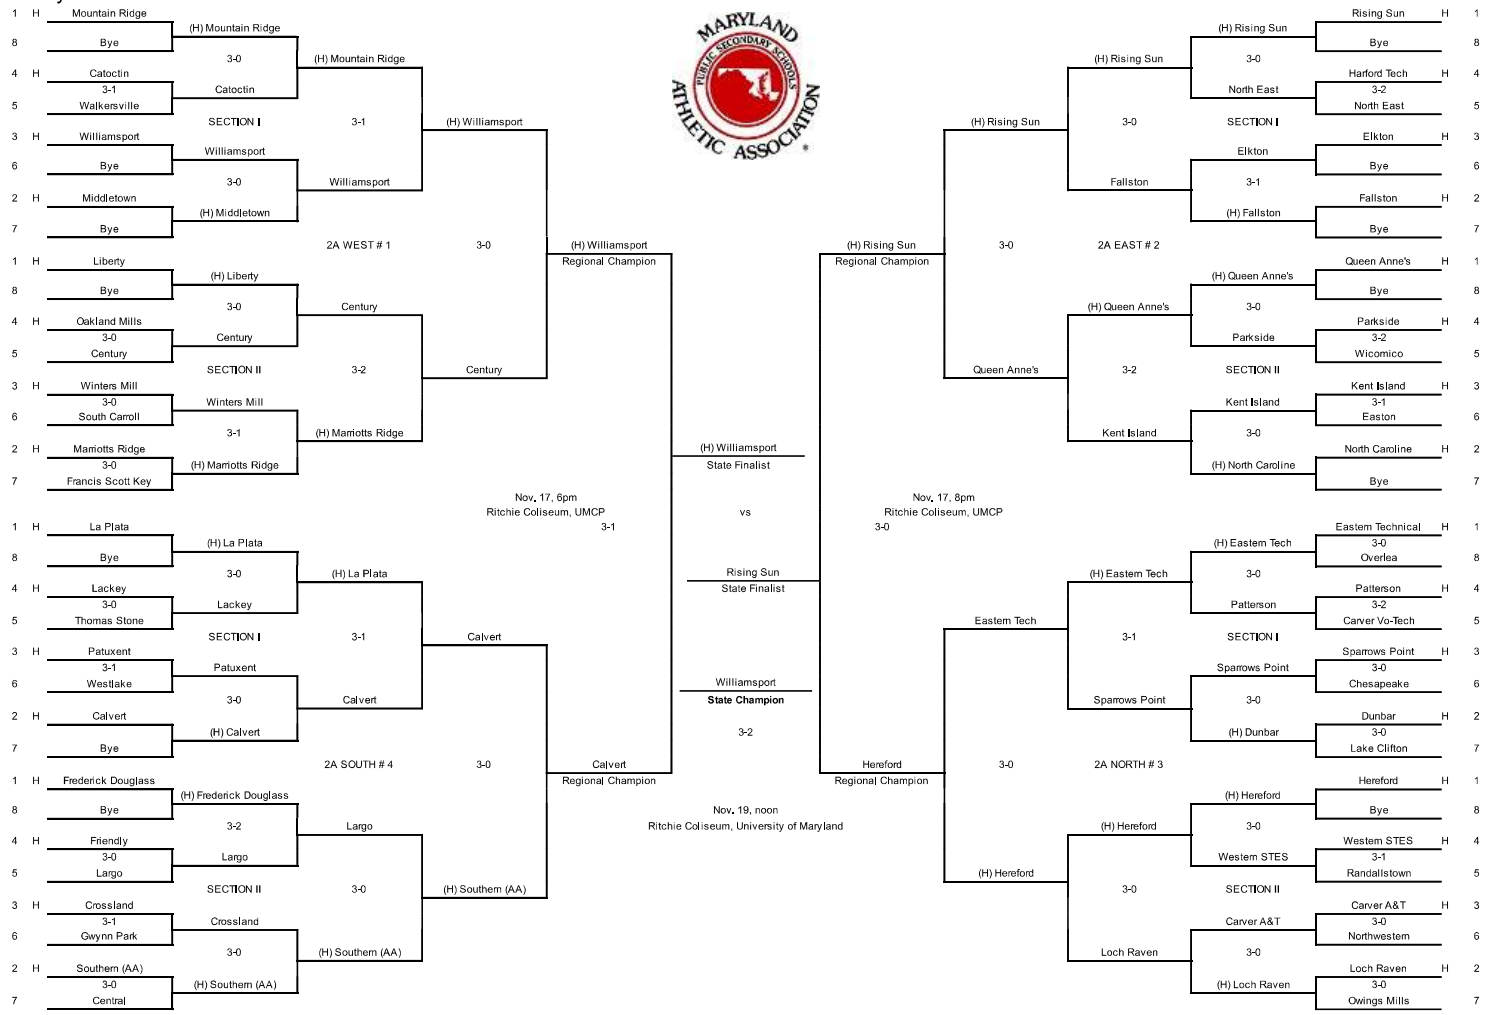 1 H Mountain Ridge
8 Bye
(H) Mountain Ridge
3-0
4 H Catoctin
3-1
5 Walkersville
Catoctin
(H) Mountain Ridge
SECTION I
3-1
3 H Williamsport
6 Bye
Williamsport
3-0
2 H Middletown
7 Bye
(H) Middletown
Williamsport
(H) Williamsport
2A WEST # 1
3-0
1 H Liberty
8 Bye
(H) Liberty
3-0
4 H Oakland Mills
3-0
5 Century
Century
Century
SECTION II
3-2
3 H Winters Mill
3-0
6 South Carroll
Winters Mill
3-1
2 H Marriotts Ridge
3-0
7 Francis Scott Key
(H) Marriotts Ridge
(H) Marriotts Ridge
Century
(H) Williamsport
Regional Champion
Nov. 17, 6pm
Ritchie Coliseum, UMCP
3-1
1 H La Plata
8 Bye
(H) La Plata
3-0
4 H Lackey
3-0
5 Thomas Stone
Lackey
(H) La Plata
SECTION I
3-1
3 H Patuxent
3-1
6 Westlake
Patuxent
3-0
2 H Calvert
7 Bye
(H) Calvert
Calvert
Calvert
2A SOUTH # 4
3-0
1 H Frederick Douglass
8 Bye
(H) Frederick Douglass
3-2
4 H Friendly
3-0
5 Largo
Largo
Largo
SECTION II
3-0
3 H Crossland
3-1
6 Gwynn Park
Crossland
3-0
2 H Southern (AA)
3-0
7 Central
(H) Southern (AA)
(H) Southern (AA)
(H) Southern (AA)
Calvert
Regional Champion
MARYLAND
PUBLIC SECONDARY SCHOOLS
ATHLETIC ASSOCIATION
®
(H) Williamsport
State Finalist
vs
Rising Sun
State Finalist
Williamsport
State Champion
3-2
Nov. 19, noon
Ritchie Coliseum, University of Maryland
Rising Sun H 1
Bye 8
(H) Rising Sun
3-0
Harford Tech H 4
3-2
North East 5
North East
(H) Rising Sun
SECTION I
3-0
Elkton H 3
Bye 6
Elkton
3-1
Fallston H 2
Bye 7
(H) Fallston
Fallston
(H) Rising Sun
2A EAST # 2
3-0
Queen Anne's H 1
Bye 8
(H) Queen Anne's
3-0
Parkside H 4
3-2
Wicomico 5
Parkside
(H) Queen Anne's
SECTION II
3-2
Kent Island H 3
3-1
Easton 6
Kent Island
3-0
North Caroline H 2
Bye 7
(H) North Caroline
Kent Island
Queen Anne's
(H) Rising Sun
Regional Champion
Nov. 17, 8pm
Ritchie Coliseum, UMCP
3-0
Eastern Technical H 1
3-0
Overlea 8
(H) Eastern Tech
3-0
Patterson H 4
3-2
Carver Vo-Tech 5
Patterson
(H) Eastern Tech
SECTION I
3-1
Sparrows Point H 3
3-0
Chesapeake 6
Sparrows Point
3-0
Dunbar H 2
3-0
Lake Clifton 7
(H) Dunbar
Sparrows Point
Eastern Tech
2A NORTH # 3
3-0
Hereford H 1
Bye 8
(H) Hereford
3-0
Western STES H 4
3-1
Randallstown 5
Western STES
(H) Hereford
SECTION II
3-0
Carver A&T H 3
3-0
Northwestern 6
Carver A&T
3-0
Loch Raven H 2
3-0
Owings Mills 7
(H) Loch Raven
Loch Raven
(H) Hereford
Hereford
Regional Champion